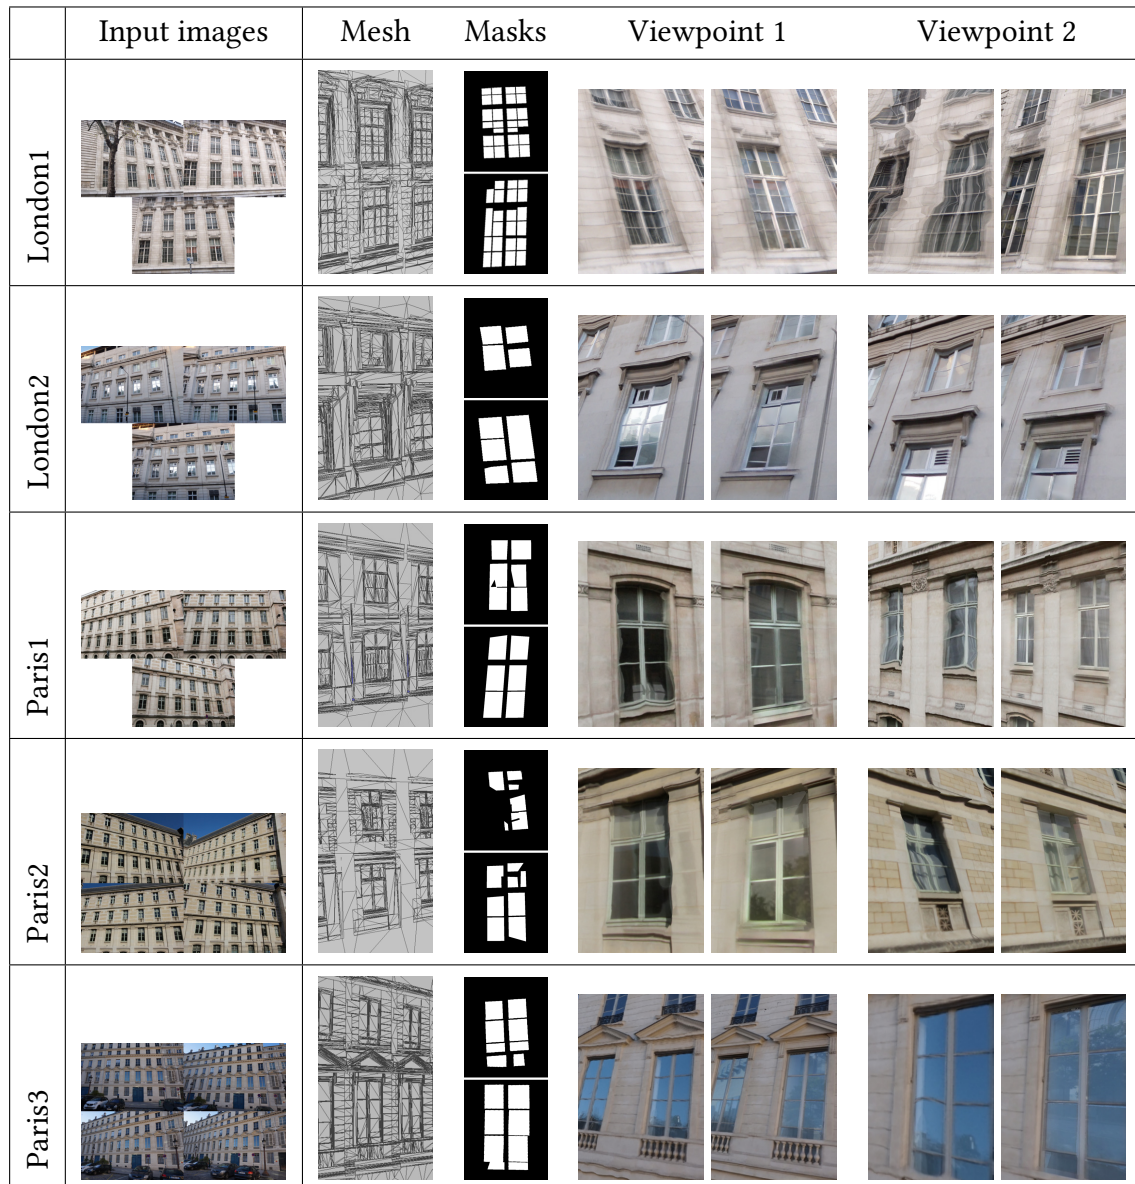 Input images Mesh Masks Viewpoint 1 Viewpoint 2
London1
London2
Paris1
Paris2
Paris3